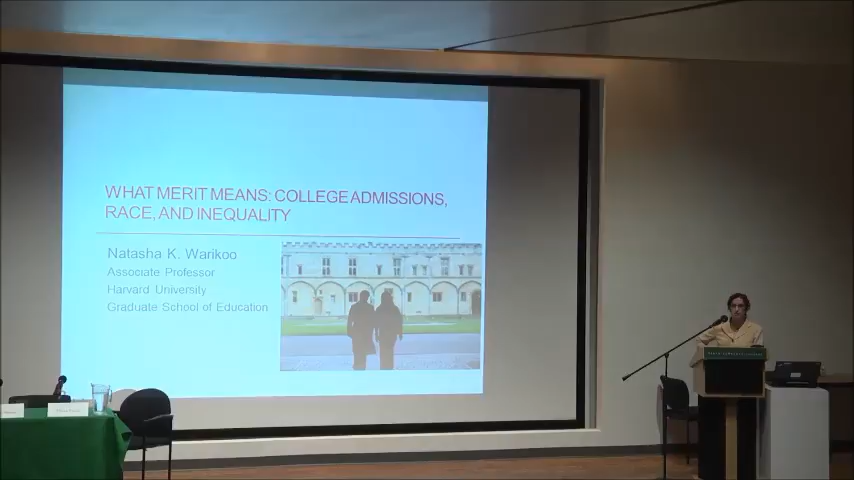 WHAT MERIT MEANS: COLLEGE ADMISSIONS,
RACE, AND INEQUALITY
Natasha K. Warikoo
Associate Professor
Harvard University
Graduate School of Education